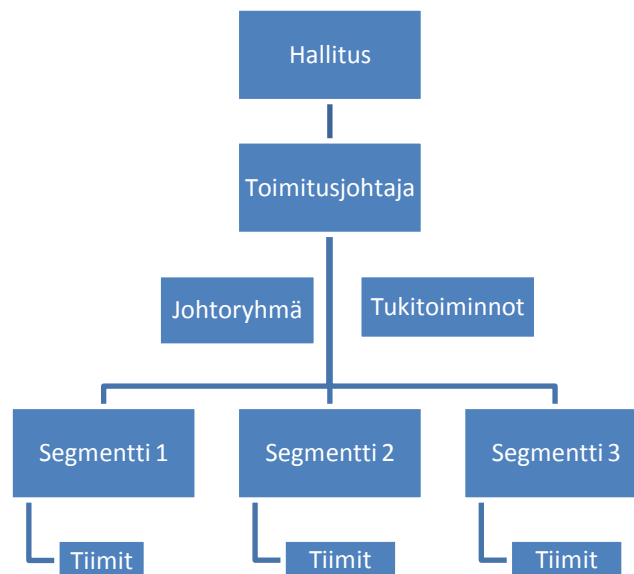 Hallitus
Toimitusjohtaja
Johtoryhmä
Tukitoiminnot
Segmentti 1
Segmentti 2
Segmentti 3
Tiimit
Tiimit
Tiimit